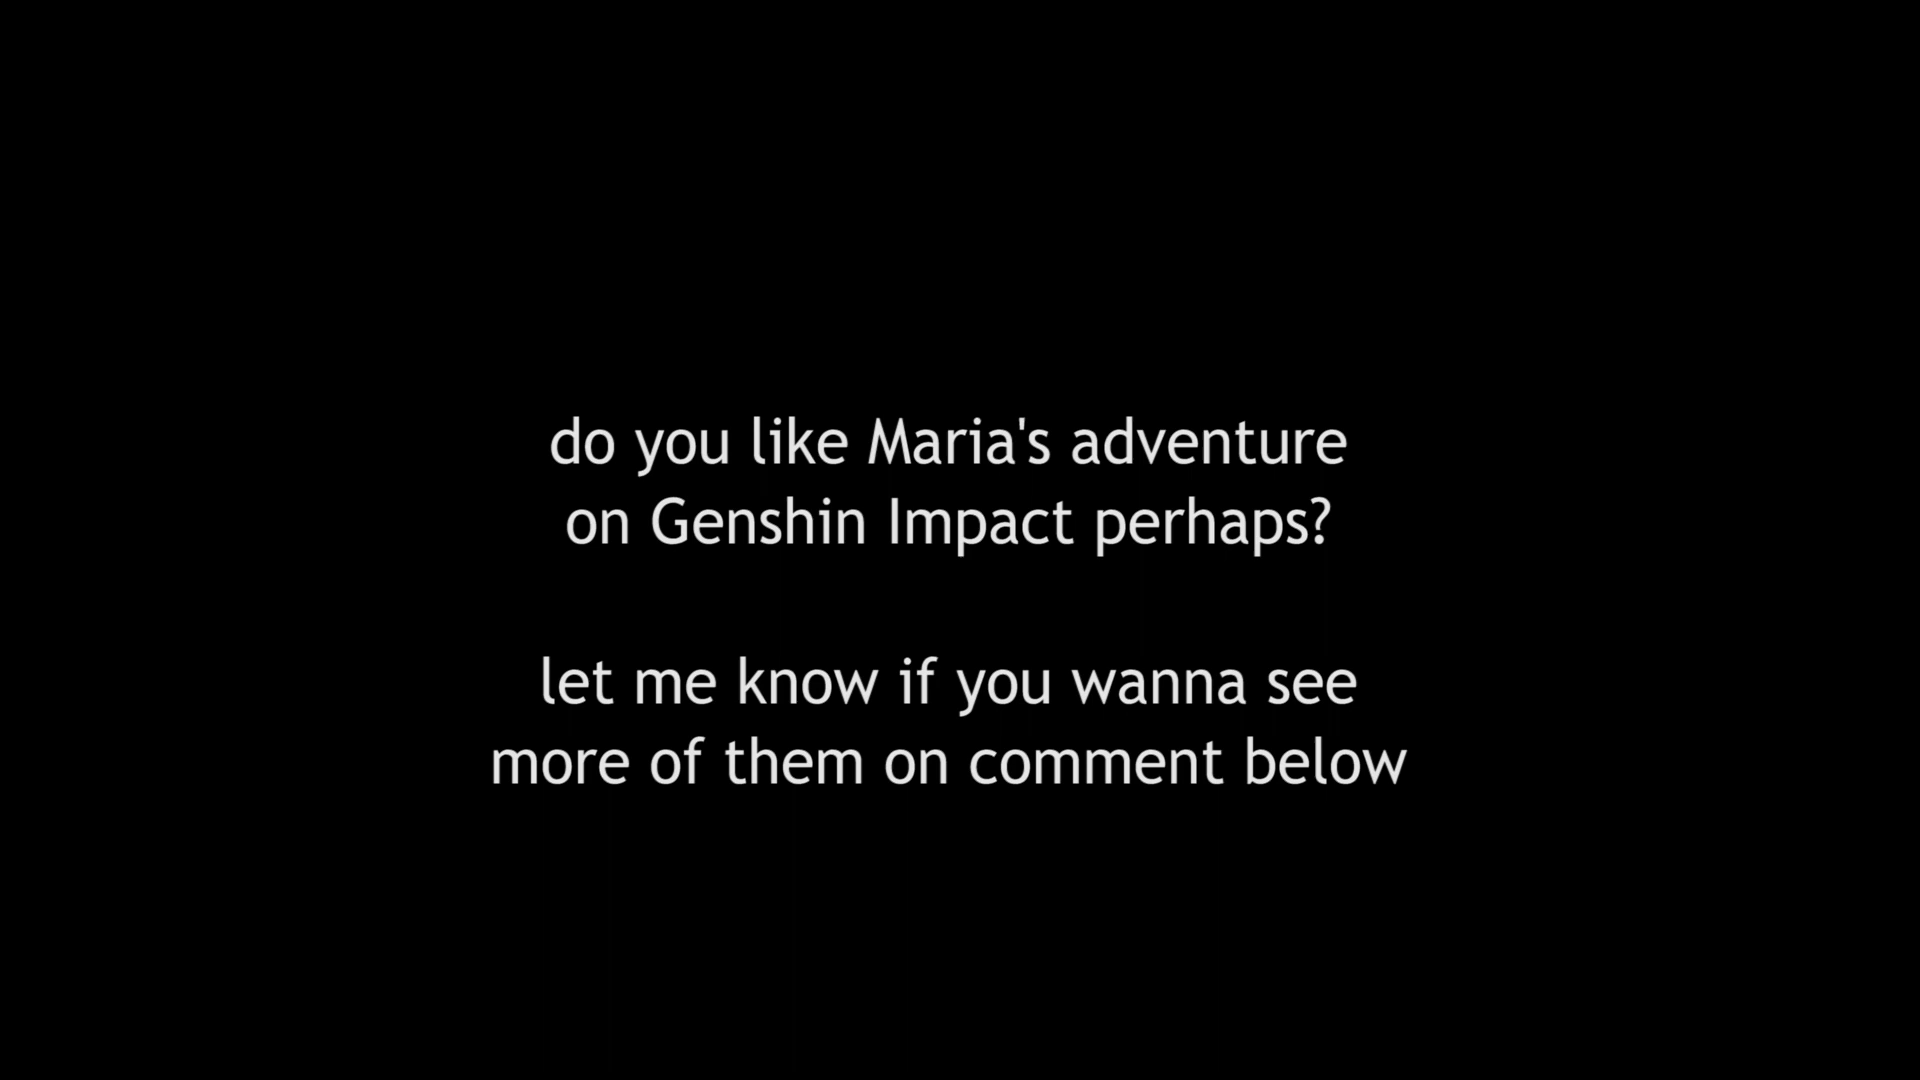 do you like Maria's adventure
on Genshin Impact perhaps?
let me know if you wanna see
more of them on comment below